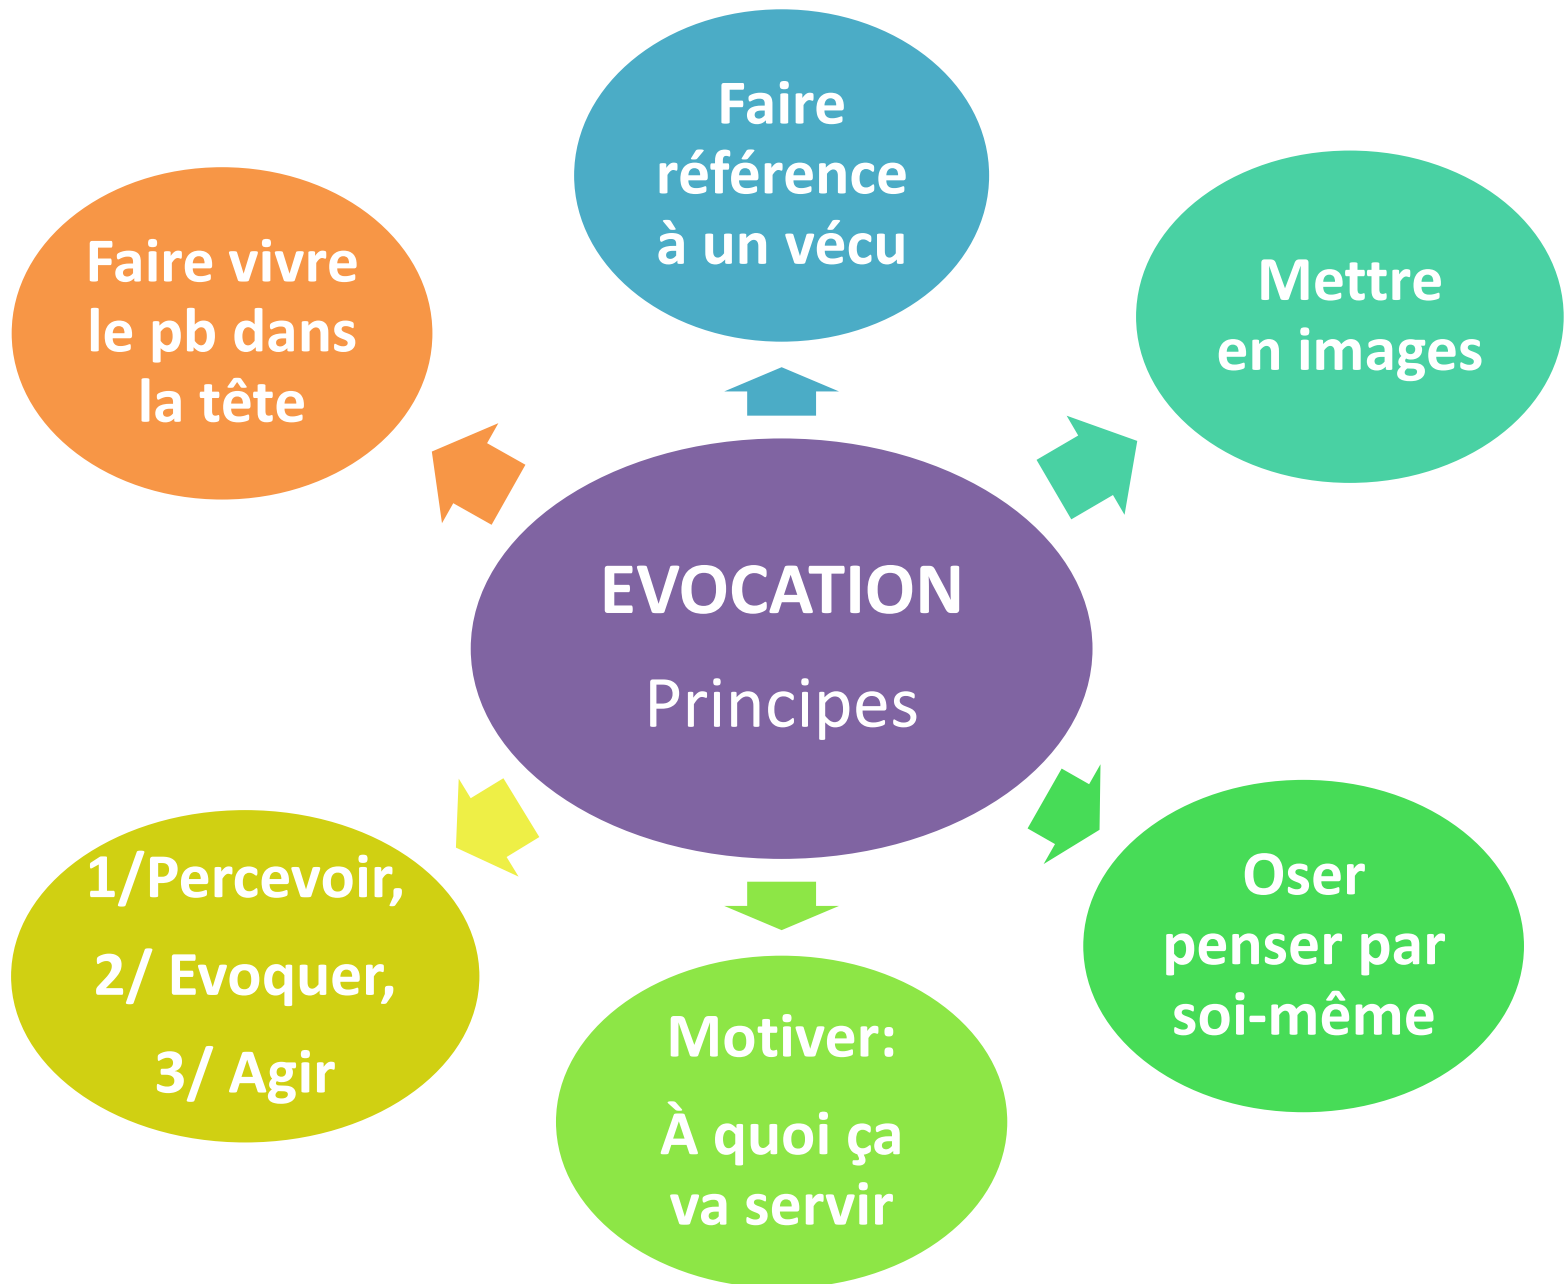 Faire
référence
à un vécu
Mettre
en images
Oser
penser par
soi-même
Motiver:
À quoi ça
va servir
1/Percevoir,
2/ Evoquer,
3/ Agir
Faire vivre
le pb dans
la tête
EVOCATION
Principes